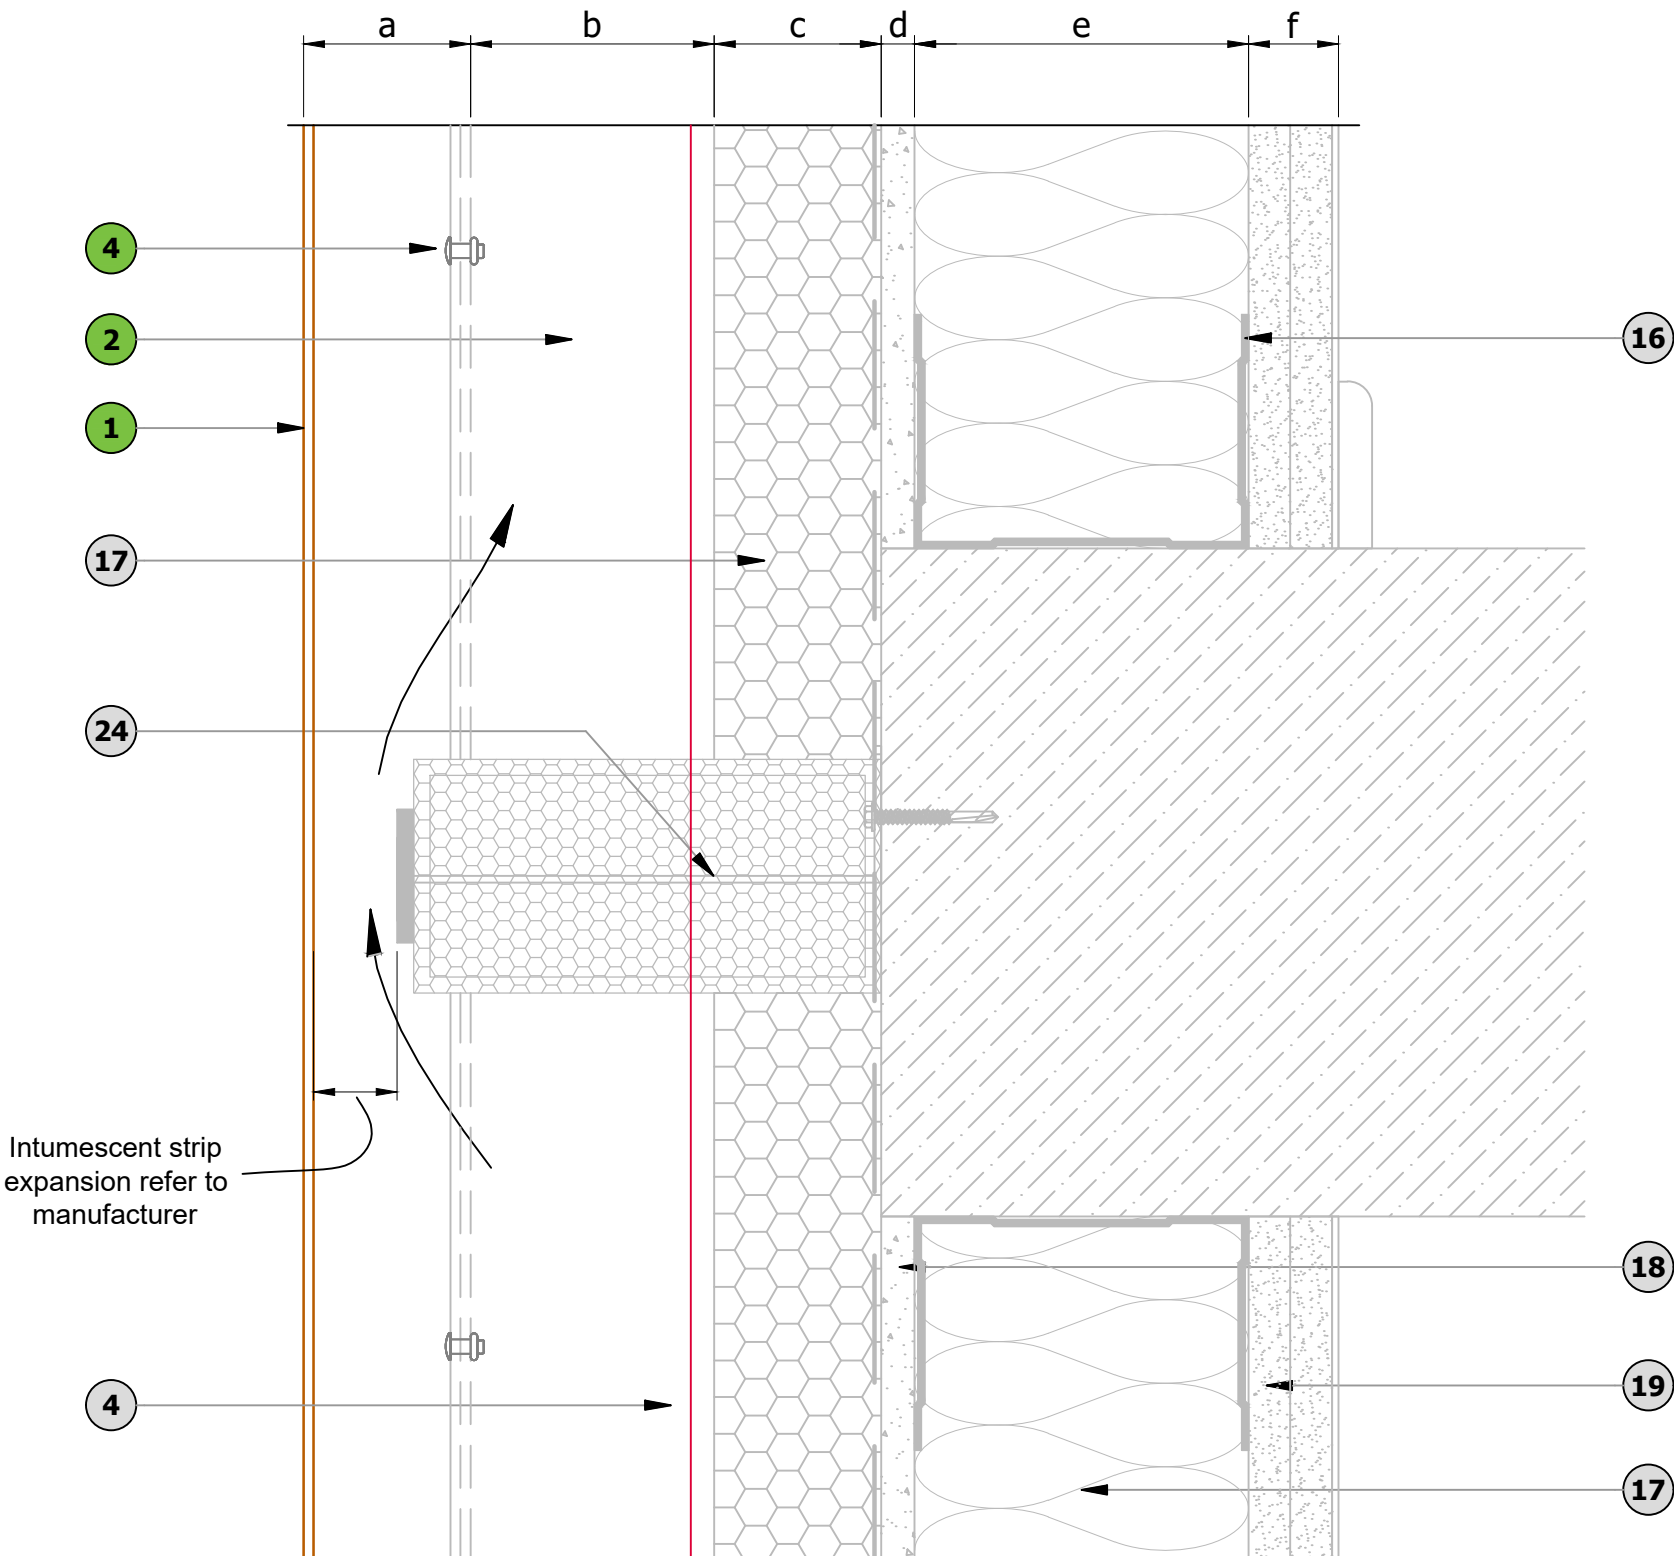 a b c d e f
4
2
16
1
17
24
Intumescent strip
expansion refer to
manufacturer
18
19
4
17